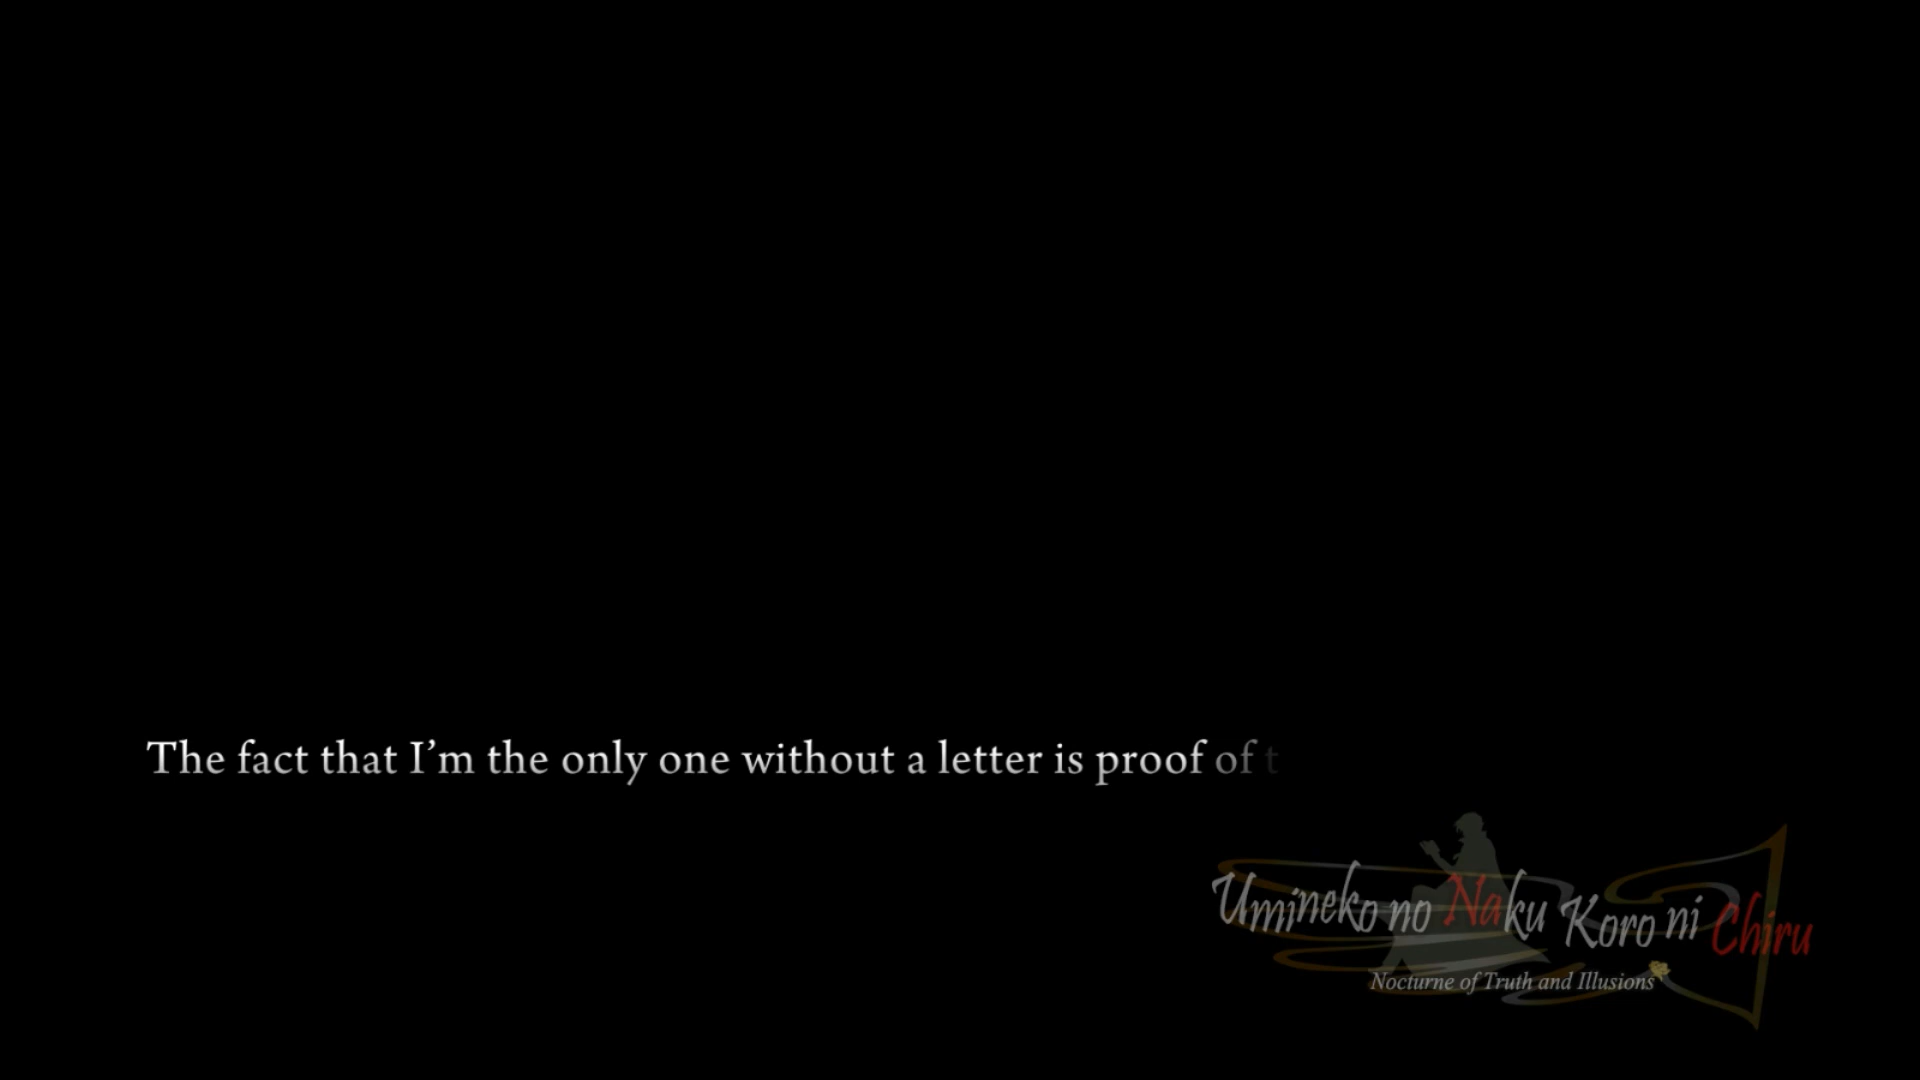 The fact that I’m the only one without a letter is proof of t
Umineko no Naku Koro ni Chiru
Nocturne of Truth and Illusions